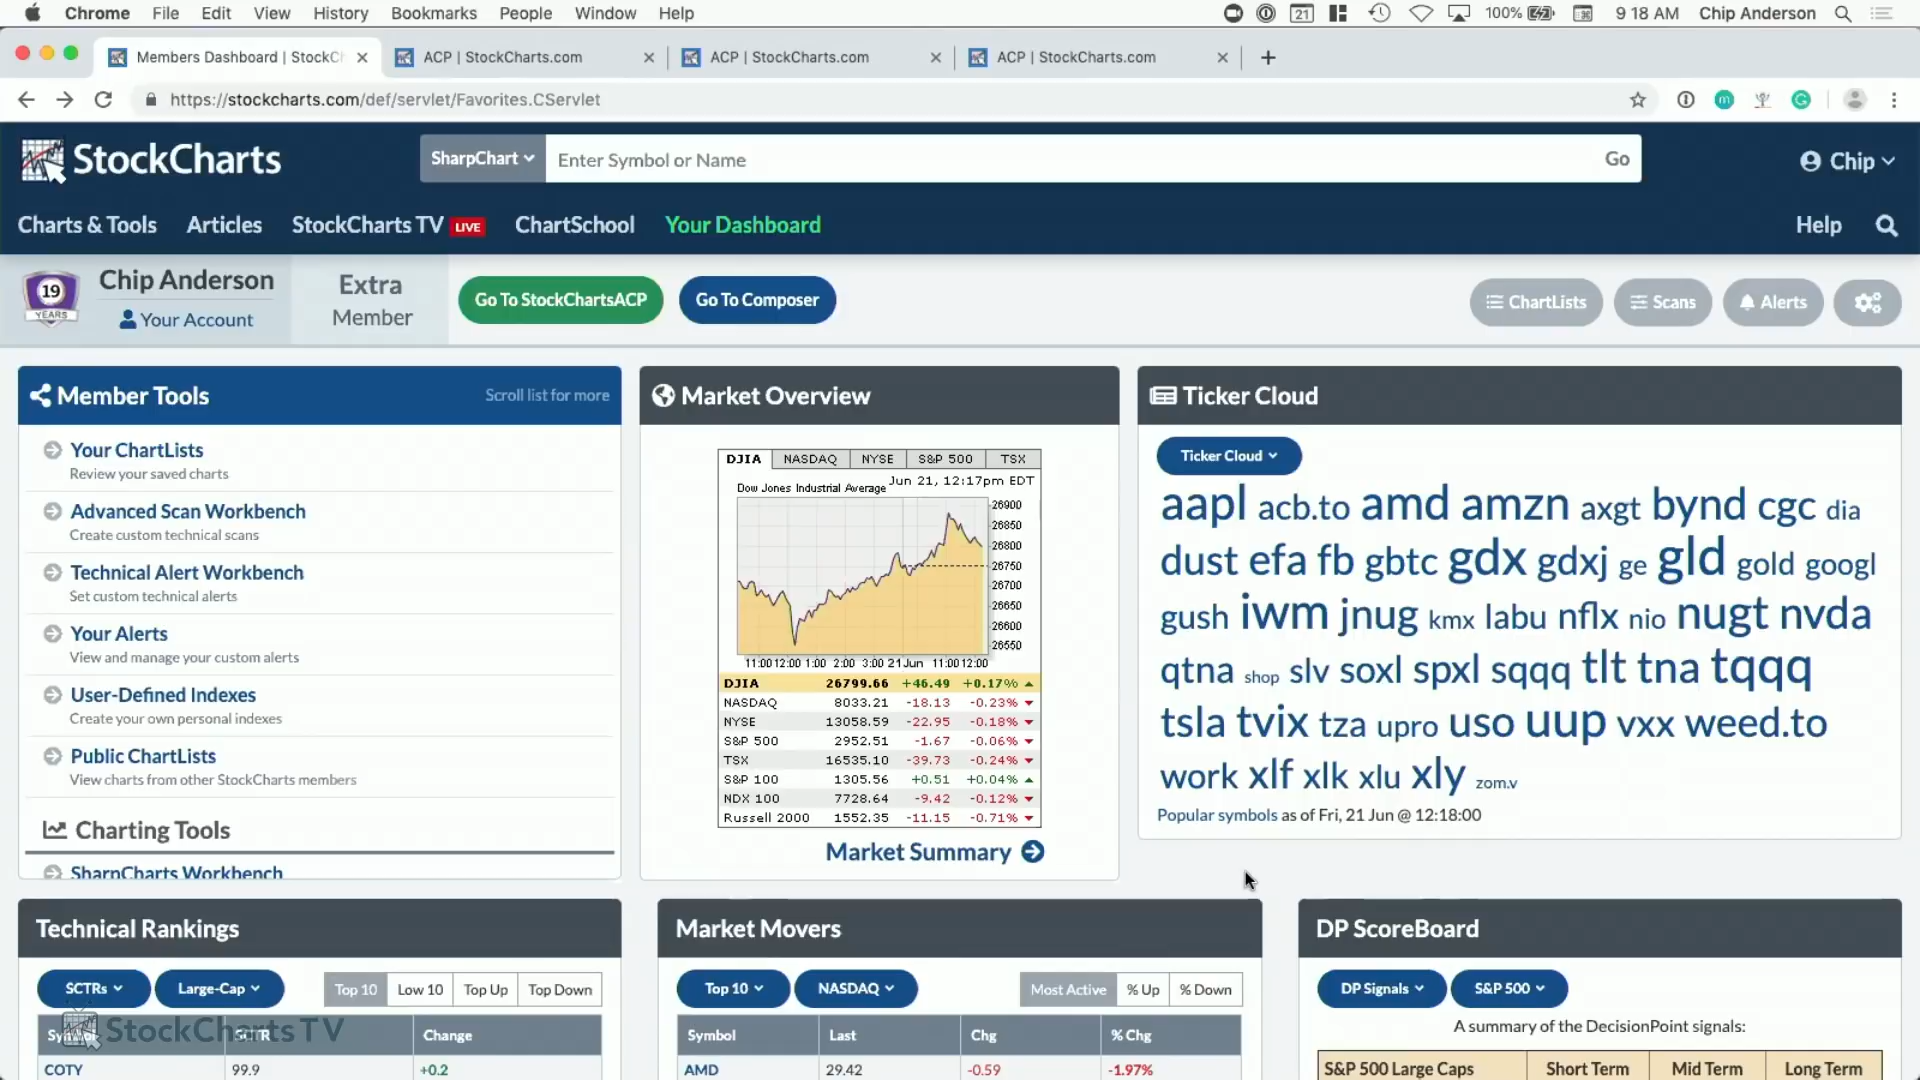 Chrome File Edit View History Bookmarks People Window Help 21 100% 9:18 AM Chip Anderson
Members Dashboard | StockCh ACP | StockCharts.com ACP | StockCharts.com ACP | StockCharts.com
https://stockcharts.com/def/servlet/Favorites.CServlet
StockCharts SharpChart Enter Symbol or Name Go Chip
Charts & Tools Articles StockCharts TV LIVE ChartSchool Your Dashboard Help
19 YEARS
Chip Anderson
Your Account
Extra
Member
Go To StockChartsACP Go To Composer ChartLists Scans Alerts
Member Tools Scroll list for more
Your ChartLists
Review your saved charts
Advanced Scan Workbench
Create custom technical scans
Technical Alert Workbench
Set custom technical alerts
Your Alerts
View and manage your custom alerts
User-Defined Indexes
Create your own personal indexes
Public ChartLists
View charts from other StockCharts members
Charting Tools
SharpCharts Workbench
Market Overview
DJIA NASDAQ NYSE S&P 500 TSX
Dow Jones Industrial Average Jun 21, 12:17pm EDT
26900
26850
26800
26750
26700
26650
26600
26550
11:00 12:00 1:00 2:00 3:00 21Jun 11:00 12:00
DJIA 26799.66 +46.49 +0.17%
NASDAQ 8033.21 -18.13 -0.23%
NYSE 13058.59 -22.95 -0.18%
S&P 500 2952.51 -1.67 -0.06%
TSX 16535.10 -39.73 -0.24%
S&P 100 1305.56 +0.51 +0.04%
NDX 100 7728.64 -9.42 -0.12%
Russell 2000 1552.35 -11.15 -0.71%
Market Summary
Ticker Cloud
Ticker Cloud
aapl acb.to amd amzn axgt bynd cgc dia
dust efa fb gbtc gdx gdxj ge gld gold googl
gush iwm jnug kmx labu nflx nio nugt nvda
qtna shop slv soxl spxl sqqq tlt tna tqqq
tsla tvix tza upro uso uup vxx weed.to
work xlf xlk xlu xly zom.v
Popular symbols as of Fri, 21 Jun @ 12:18:00
Technical Rankings
SCTRs Large-Cap Top 10 Low 10 Top Up Top Down
Symbol SCTR Change
COTY 99.9 +0.2
StockCharts TV
Market Movers
Top 10 NASDAQ Most Active % Up % Down
Symbol Last Chg % Chg
AMD 29.42 -0.59 -1.97%
DP ScoreBoard
DP Signals S&P 500
A summary of the DecisionPoint signals:
S&P 500 Large Caps Short Term Mid Term Long Term